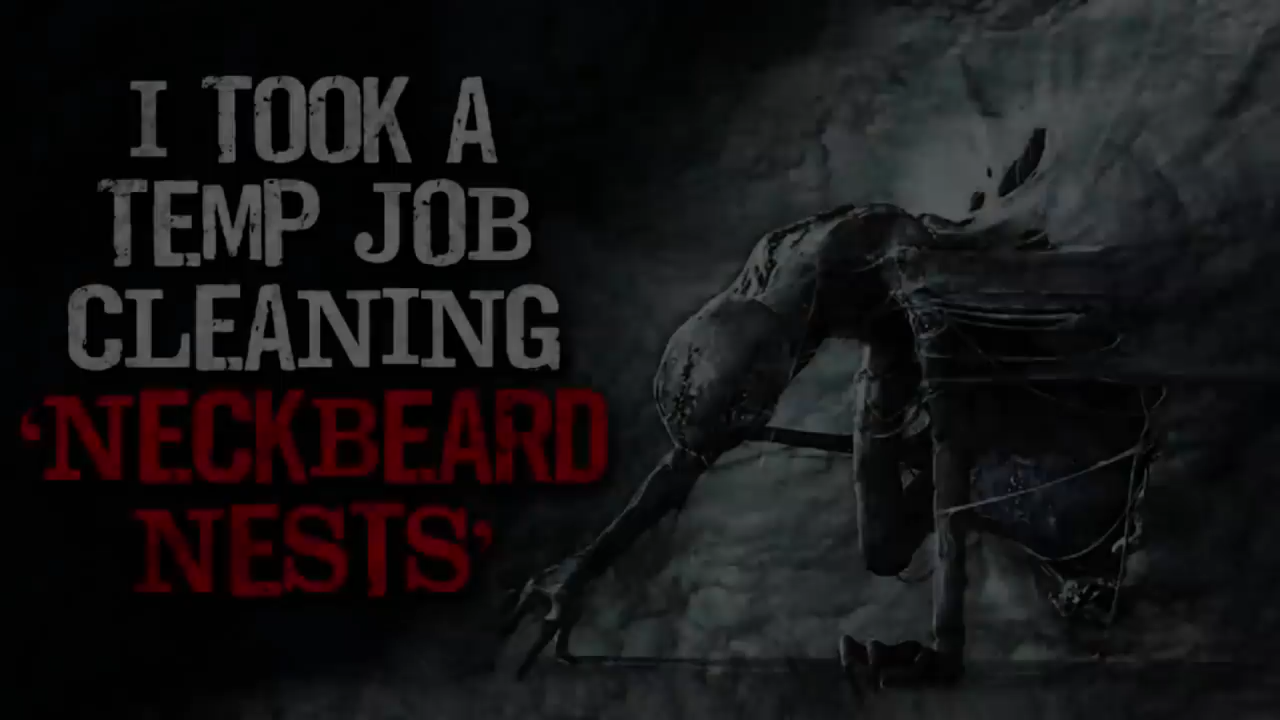 I TOOK A
TEMP JOB
CLEANING
‘NECKBEARD
NESTS’